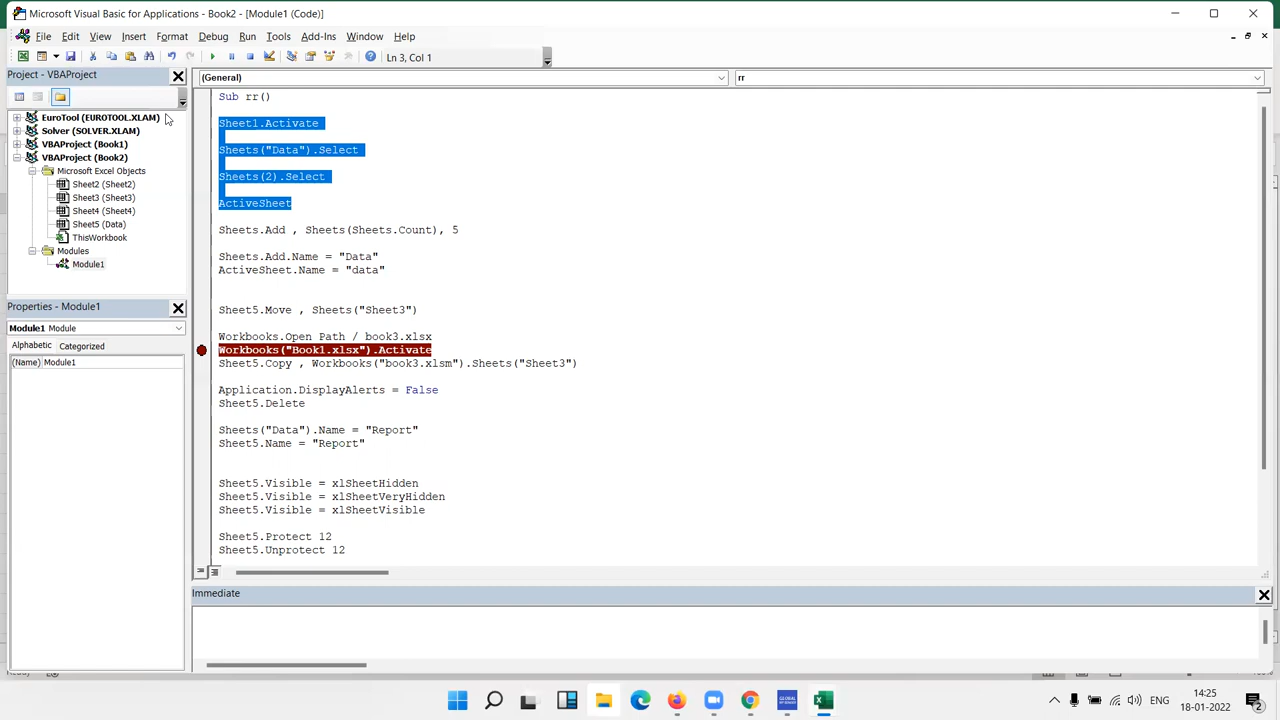 Microsoft Visual Basic for Applications - Book2 - [Module1 (Code)]
File Edit View Insert Format Debug Run Tools Add-Ins Window Help
Ln 3, Col 1
Project - VBAProject
(General)
rr
EuroTool (EUROTOOL.XLAM)
Solver (SOLVER.XLAM)
VBAProject (Book1)
VBAProject (Book2)
Microsoft Excel Objects
Sheet2 (Sheet2)
Sheet3 (Sheet3)
Sheet4 (Sheet4)
Sheet5 (Data)
ThisWorkbook
Modules
Module1
Properties - Module1
Module1 Module
Alphabetic Categorized
(Name) Module1
Sub rr()
Sheet1.Activate
Sheets("Data").Select
Sheets(2).Select
ActiveSheet
Sheets.Add , Sheets(Sheets.Count), 5
Sheets.Add.Name = "Data"
ActiveSheet.Name = "data"
Sheet5.Move , Sheets("Sheet3")
Workbooks.Open Path / book3.xlsx
Workbooks("Book1.xlsx").Activate
Sheet5.Copy , Workbooks("book3.xlsm").Sheets("Sheet3")
Application.DisplayAlerts = False
Sheet5.Delete
Sheets("Data").Name = "Report"
Sheet5.Name = "Report"
Sheet5.Visible = xlSheetHidden
Sheet5.Visible = xlSheetVeryHidden
Sheet5.Visible = xlSheetVisible
Sheet5.Protect 12
Sheet5.Unprotect 12
Immediate
ENG
14:25
18-01-2022
2